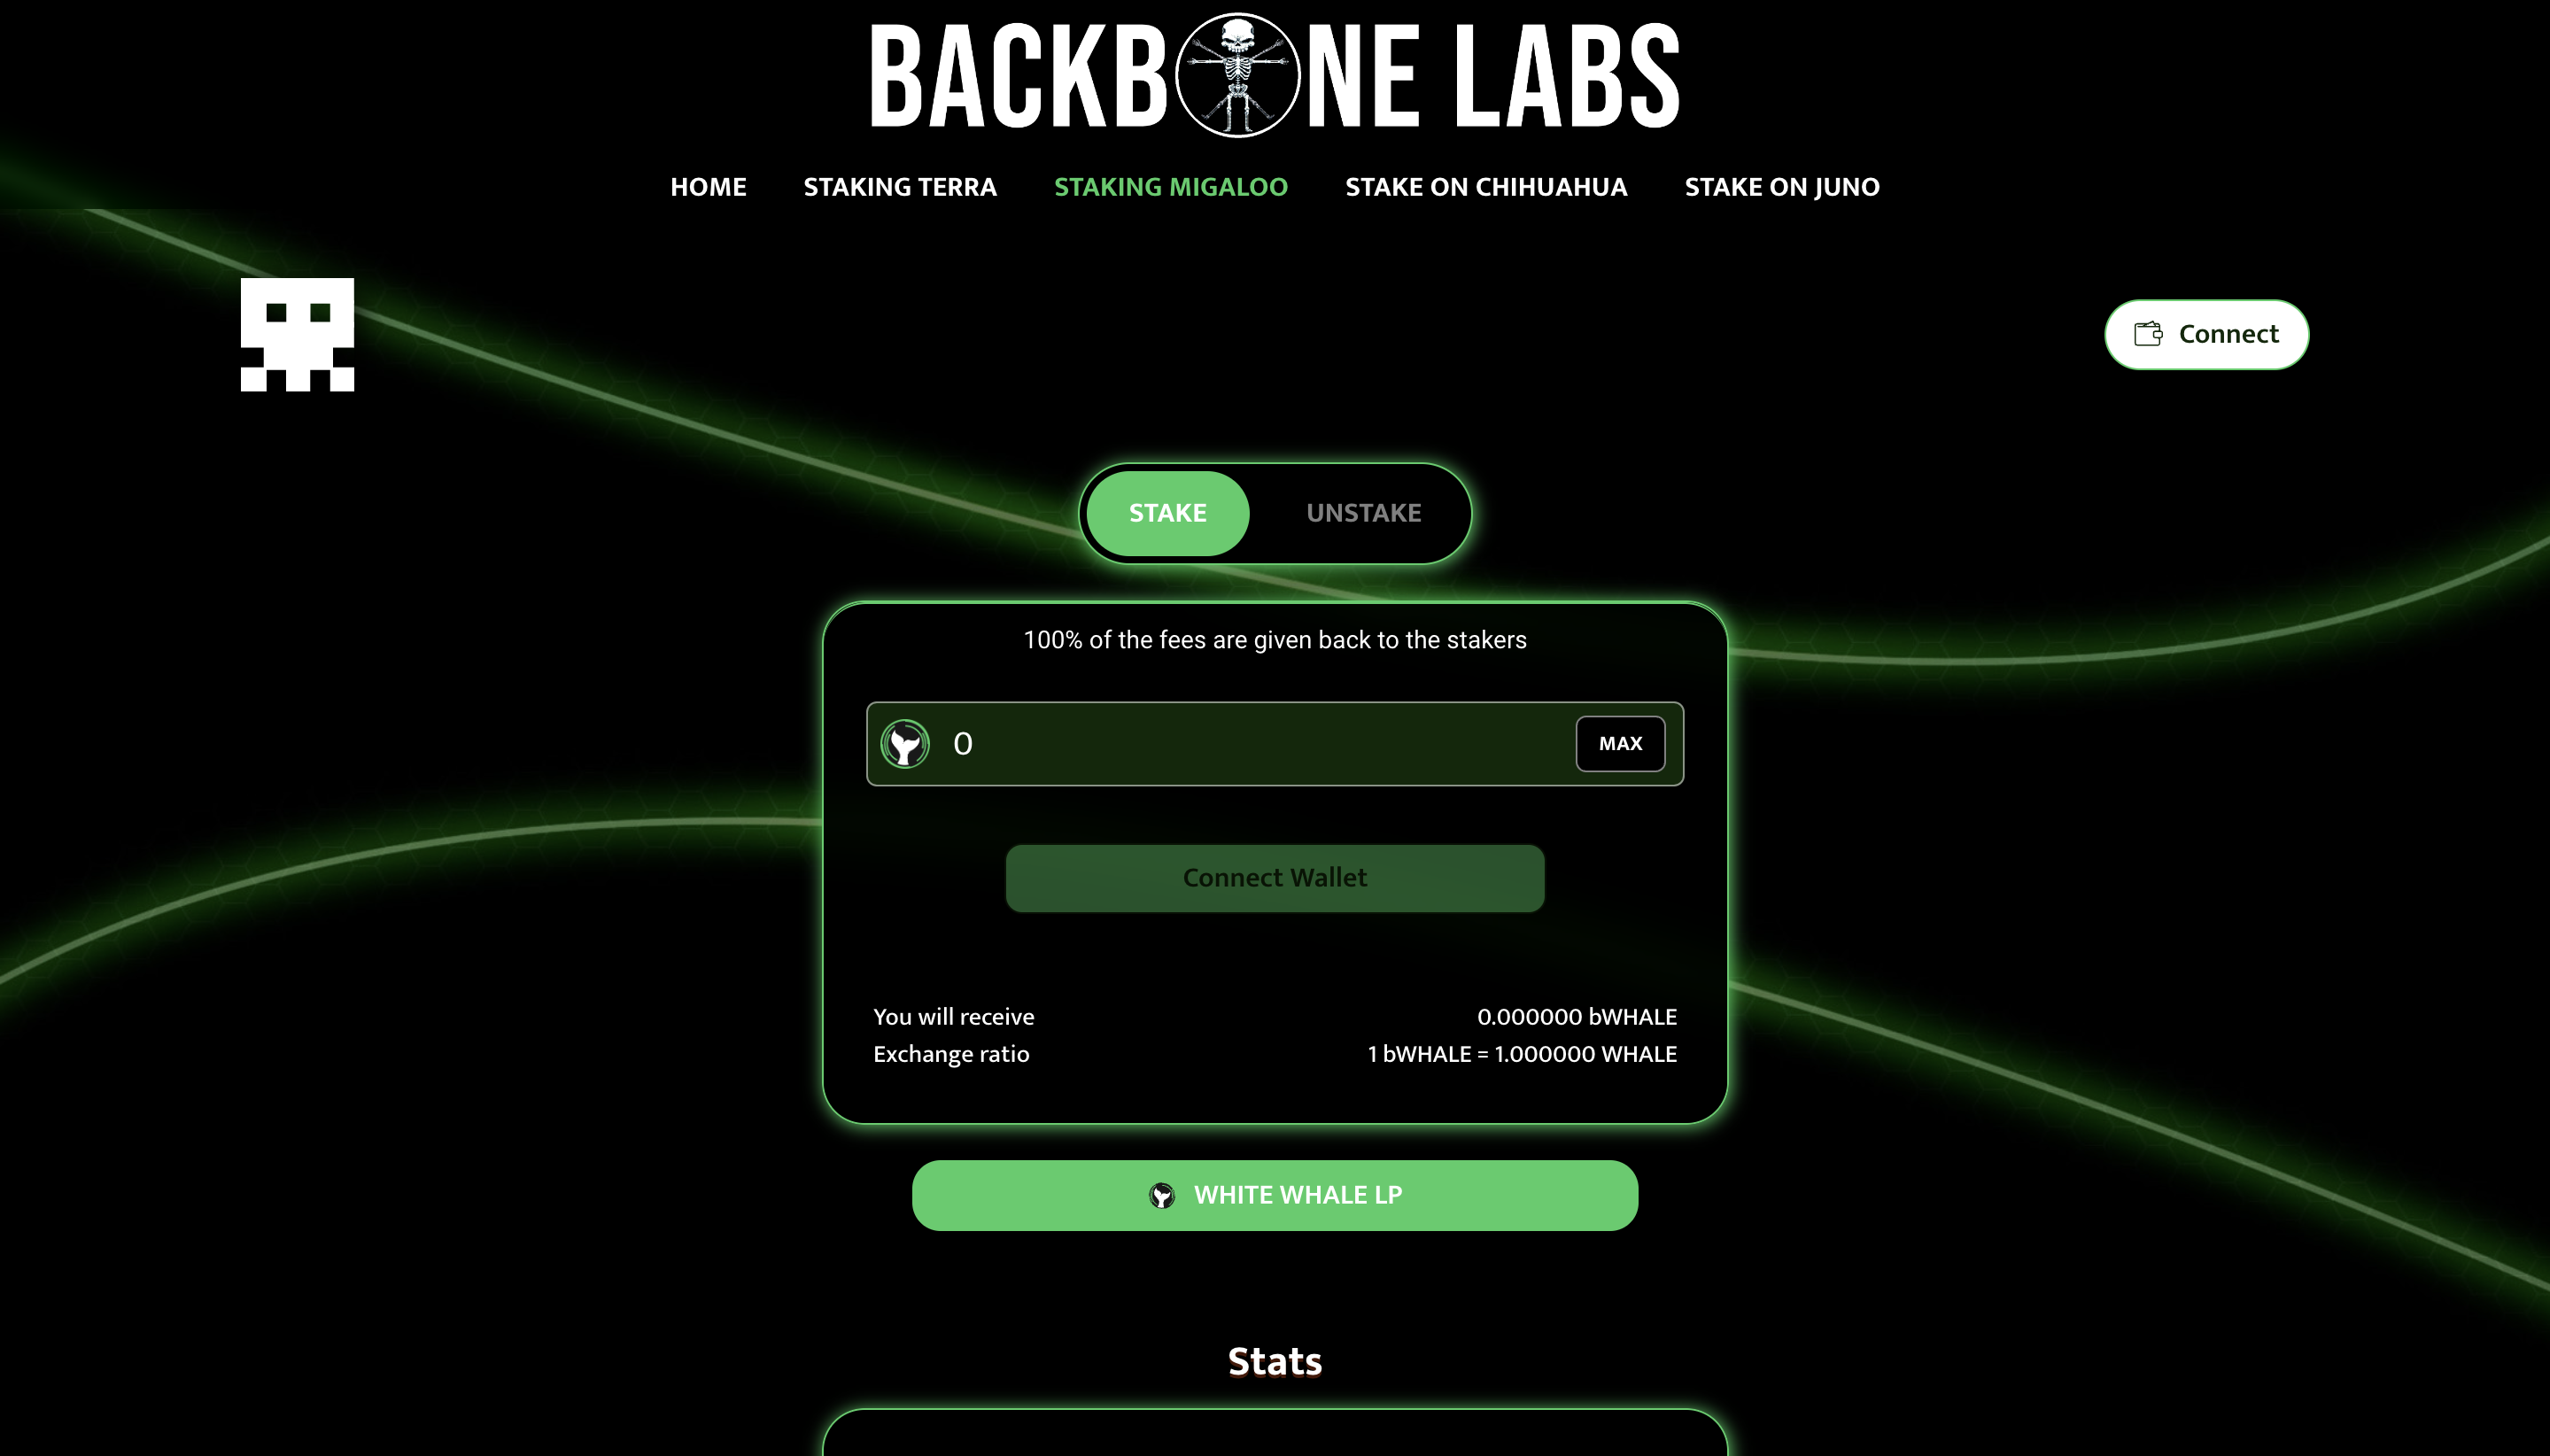 BACKBONE LABS
HOME STAKING TERRA STAKING MIGALOO STAKE ON CHIHUAHUA STAKE ON JUNO
Connect
STAKE UNSTAKE
100% of the fees are given back to the stakers
0 MAX
Connect Wallet
You will receive 0.000000 bWHALE
Exchange ratio 1 bWHALE = 1.000000 WHALE
WHITE WHALE LP
Stats